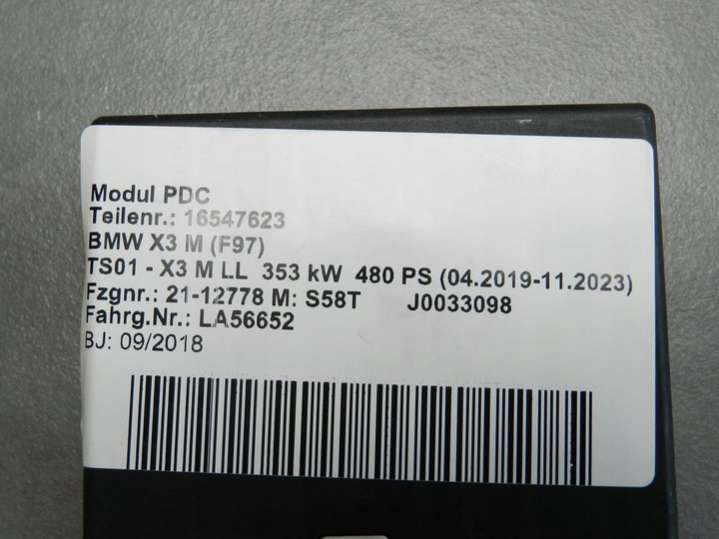 Modul PDC
Teilenr.: 16547623
BMW X3 M (F97)
TS01 - X3 M LL 353 kW 480 PS (04.2019-11.2023)
Fzgnr.: 21-12778 M: S58T J0033098
Fahrg.Nr.: LA56652
BJ: 09/2018